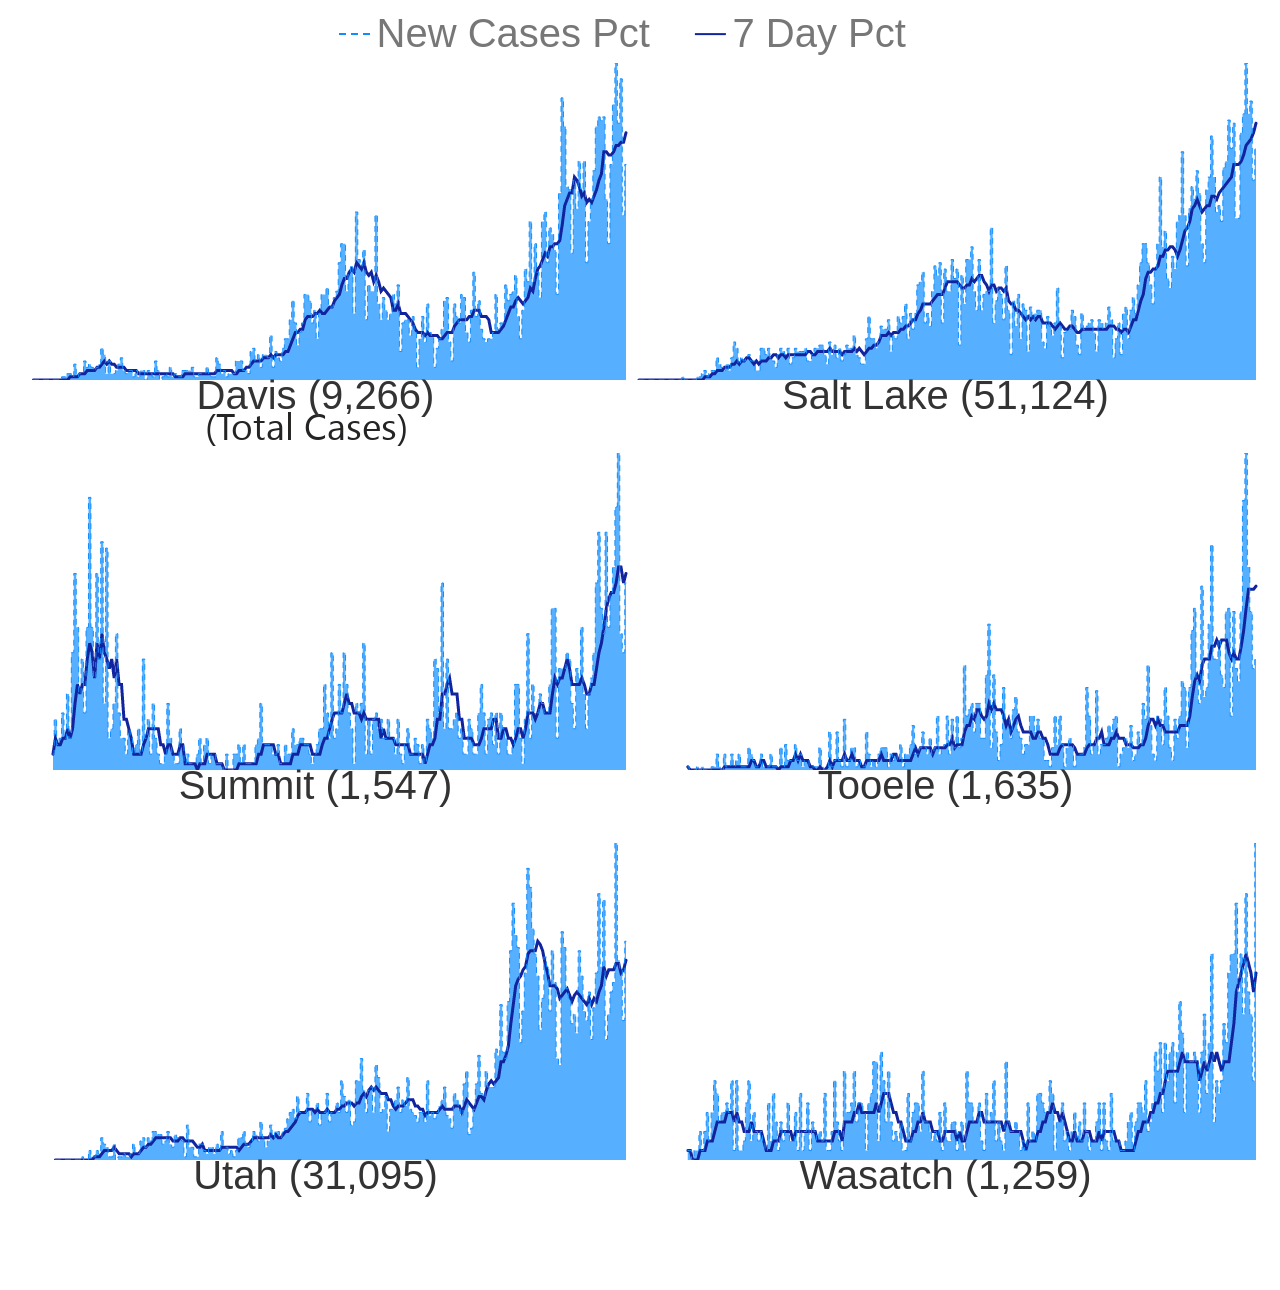 New Cases Pct 7 Day Pct
Davis (9,266) Salt Lake (51,124)
(Total Cases)
Summit (1,547) Tooele (1,635)
Utah (31,095) Wasatch (1,259)